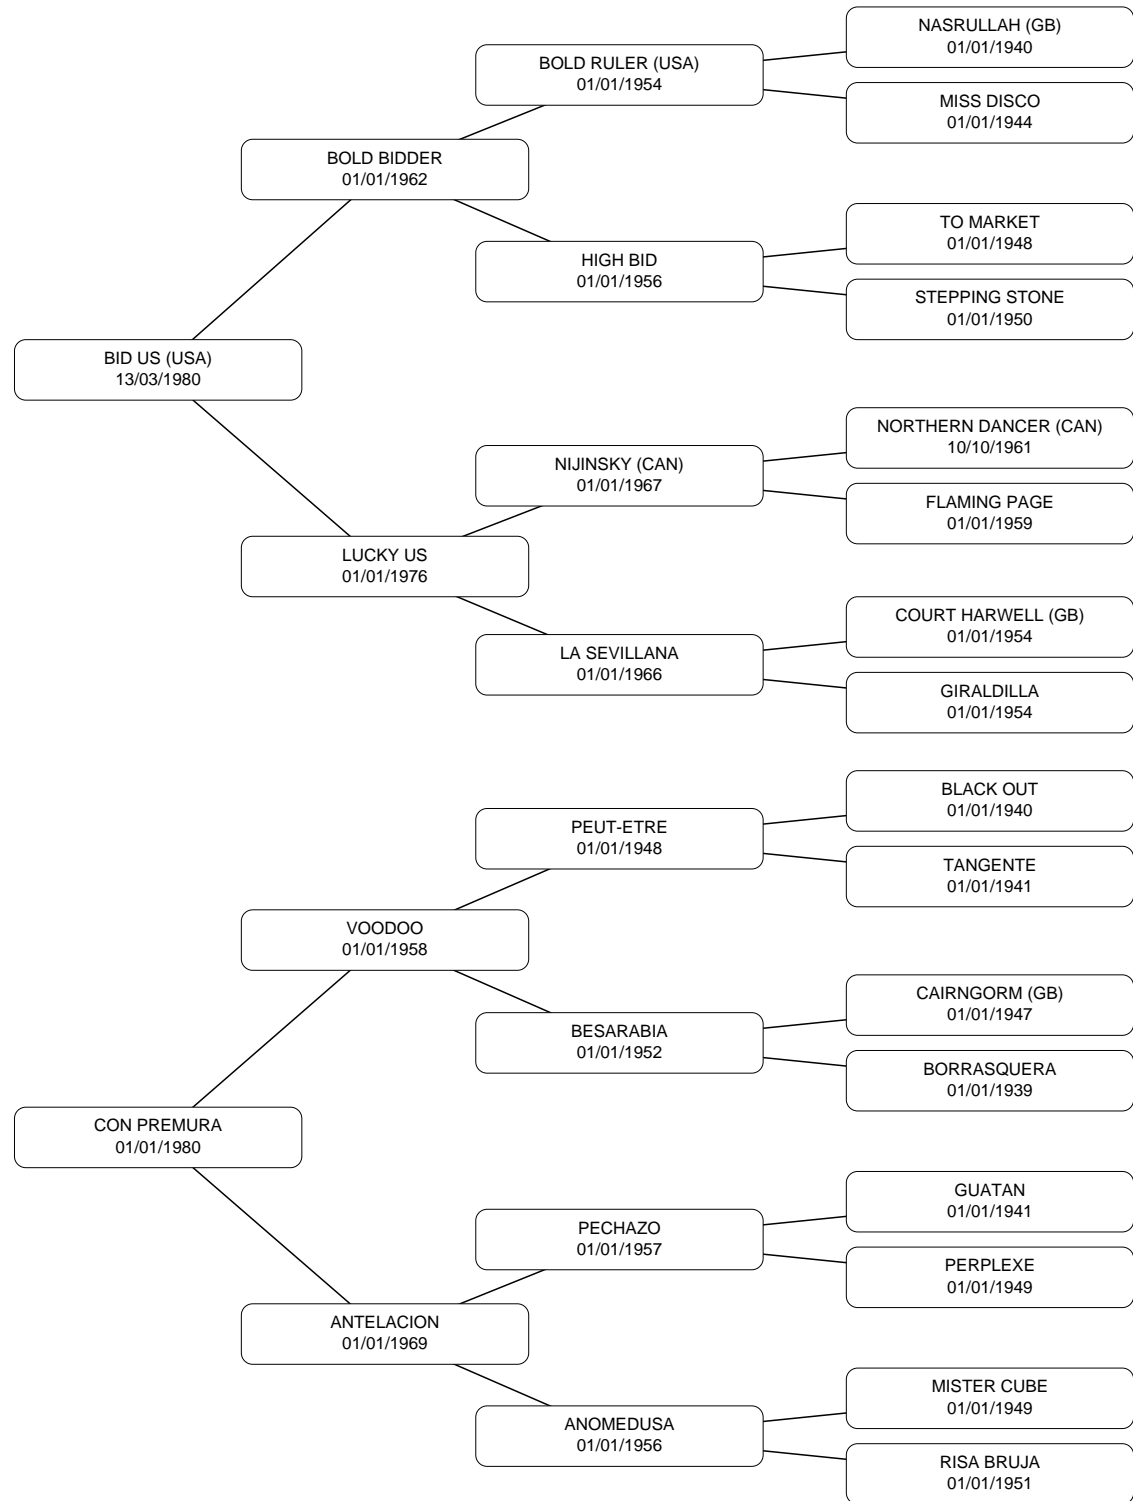 NASRULLAH (GB)
01/01/1940
BOLD RULER (USA)
01/01/1954
MISS DISCO
01/01/1944
BOLD BIDDER
01/01/1962
TO MARKET
01/01/1948
HIGH BID
01/01/1956
STEPPING STONE
01/01/1950
BID US (USA)
13/03/1980
NORTHERN DANCER (CAN)
10/10/1961
NIJINSKY (CAN)
01/01/1967
FLAMING PAGE
01/01/1959
LUCKY US
01/01/1976
COURT HARWELL (GB)
01/01/1954
LA SEVILLANA
01/01/1966
GIRALDILLA
01/01/1954
BLACK OUT
01/01/1940
PEUT-ETRE
01/01/1948
TANGENTE
01/01/1941
VOODOO
01/01/1958
CAIRNGORM (GB)
01/01/1947
BESARABIA
01/01/1952
BORRASQUERA
01/01/1939
CON PREMURA
01/01/1980
GUATAN
01/01/1941
PECHAZO
01/01/1957
PERPLEXE
01/01/1949
ANTELACION
01/01/1969
MISTER CUBE
01/01/1949
ANOMEDUSA
01/01/1956
RISA BRUJA
01/01/1951